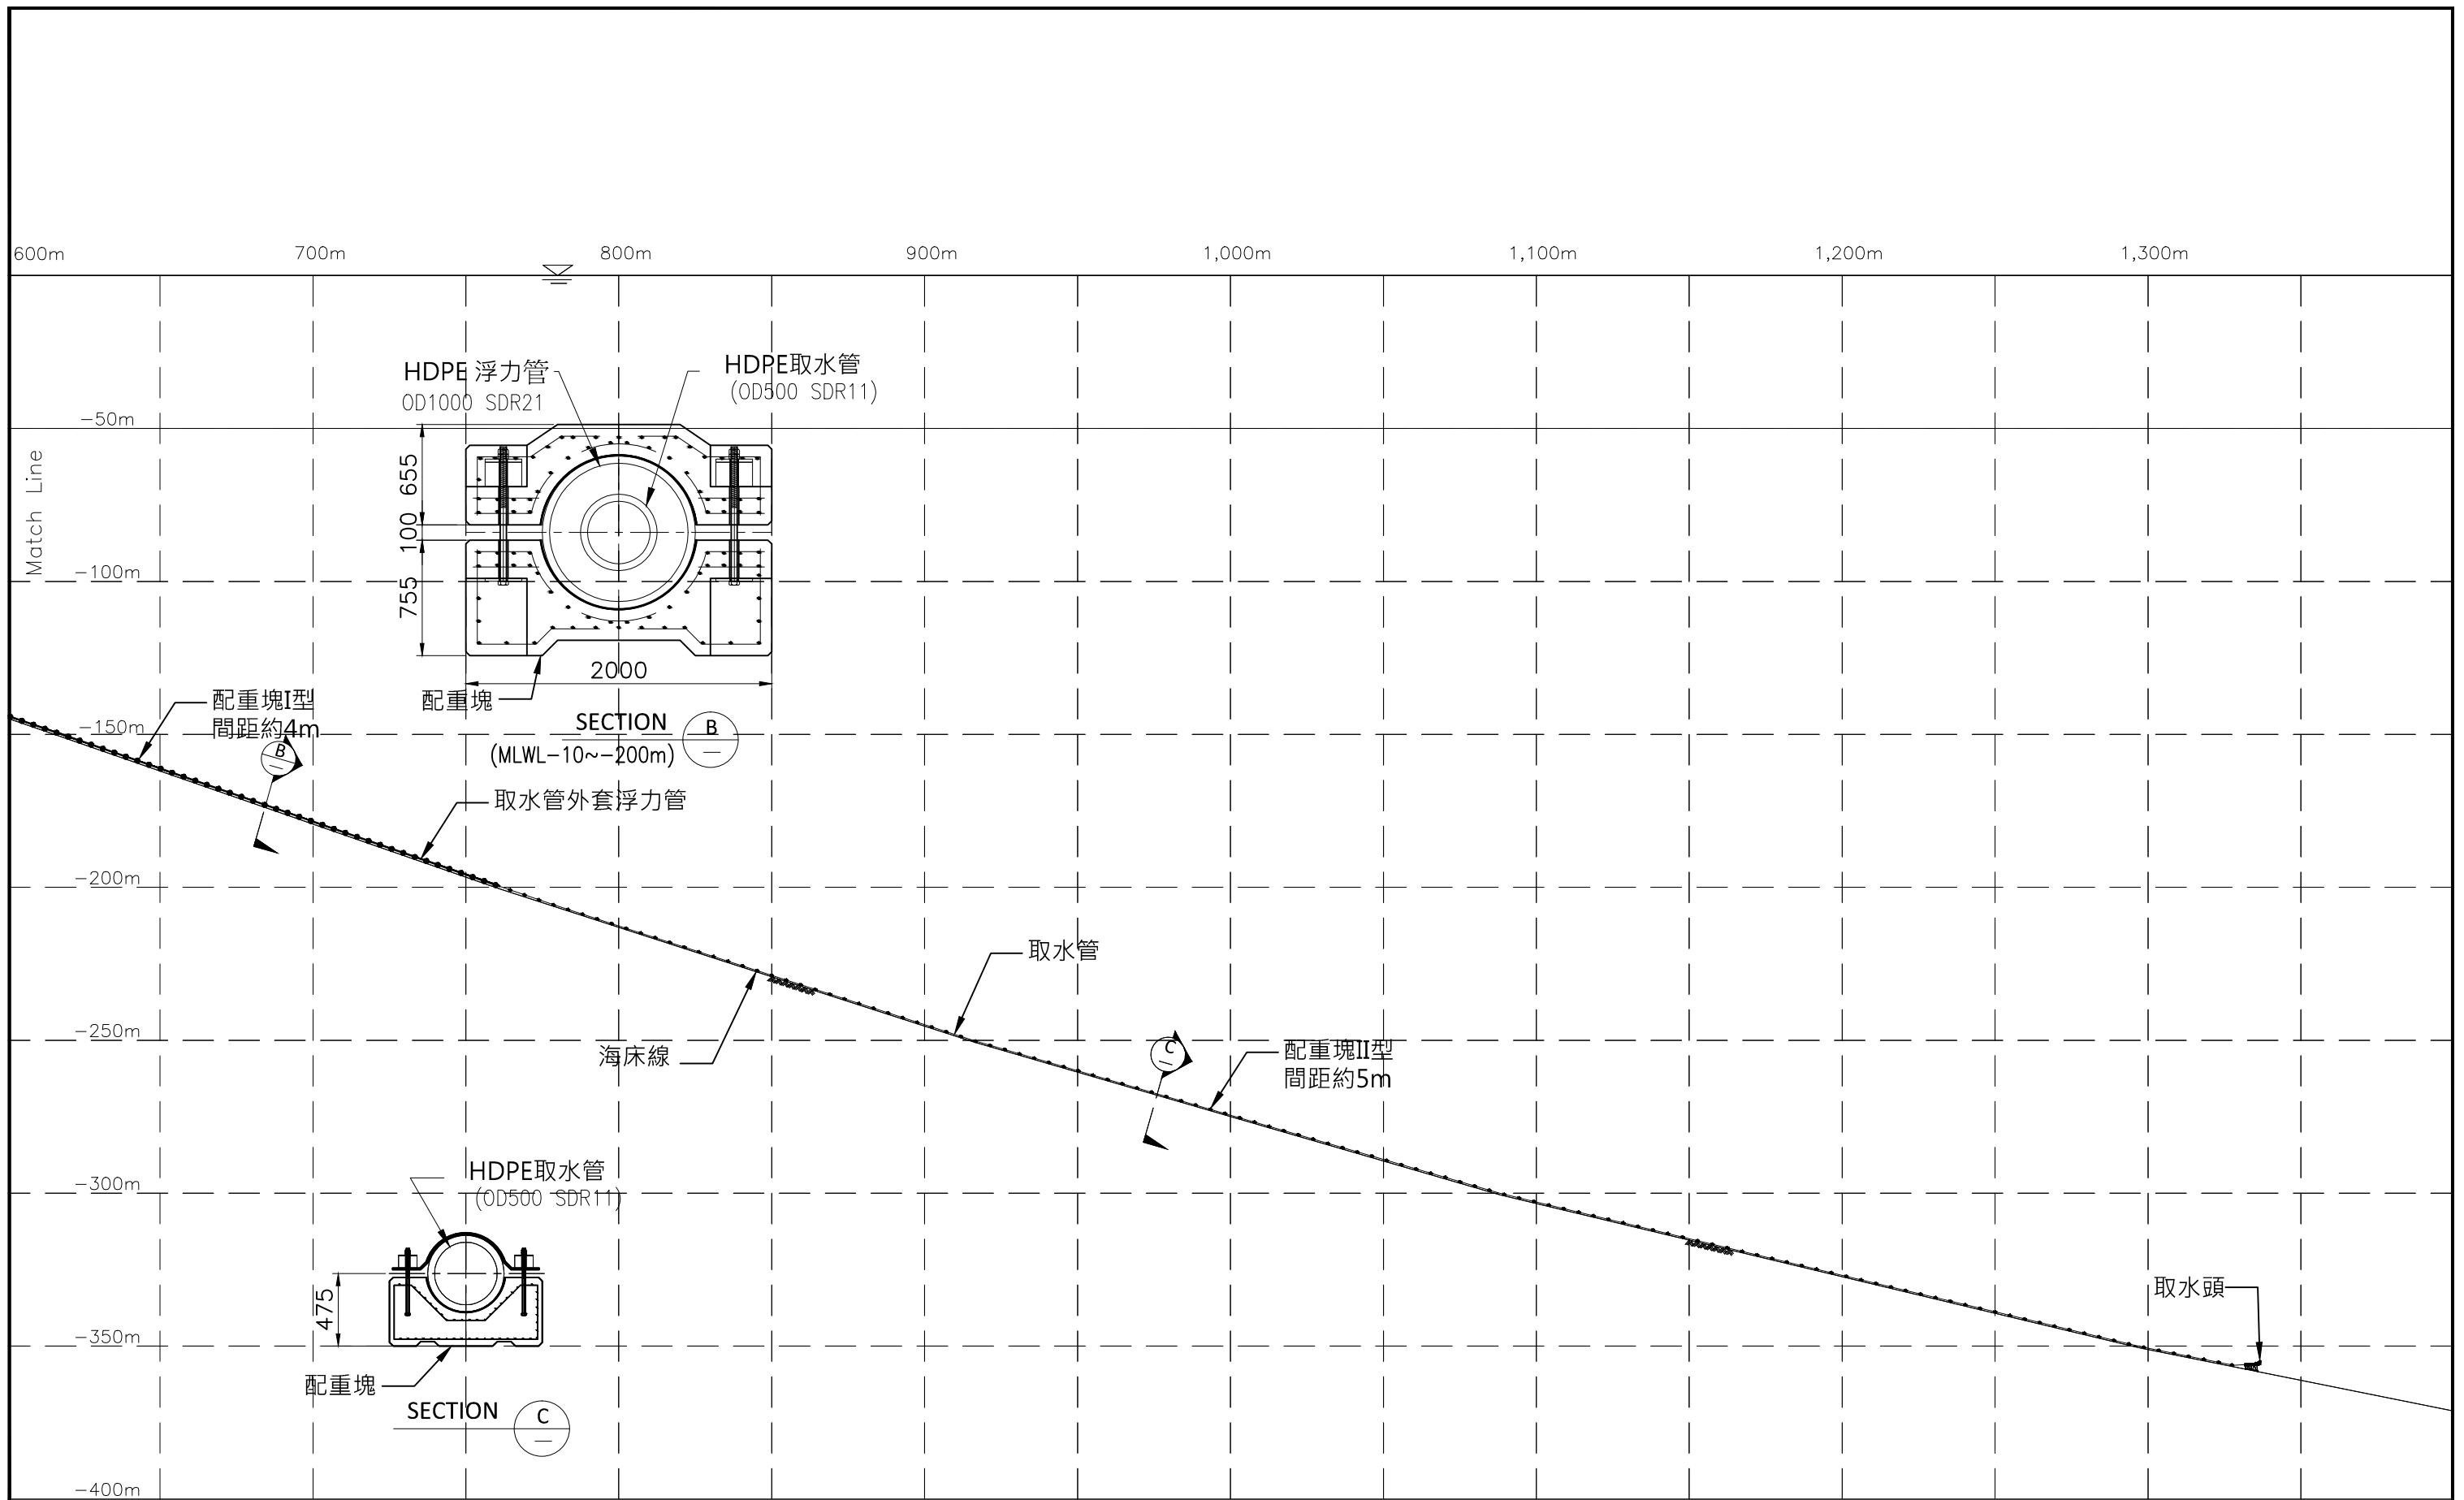 600m
700m
800m
900m
1,000m
1,100m
1,200m
1,300m
HDPE 浮力管
OD1000 SDR21
HDPE取水管
(OD500 SDR11)
-50m
Match Line
655
100
755
-100m
2000
配重塊
配重塊I型
間距約4m
-150m
B
SECTION
B
(MLWL-10~-200m)
取水管外套浮力管
-200m
取水管
-250m
海床線
C
配重塊II型
間距約5m
HDPE取水管
(OD500 SDR11)
-300m
475
-350m
配重塊
取水頭
SECTION
C
-400m